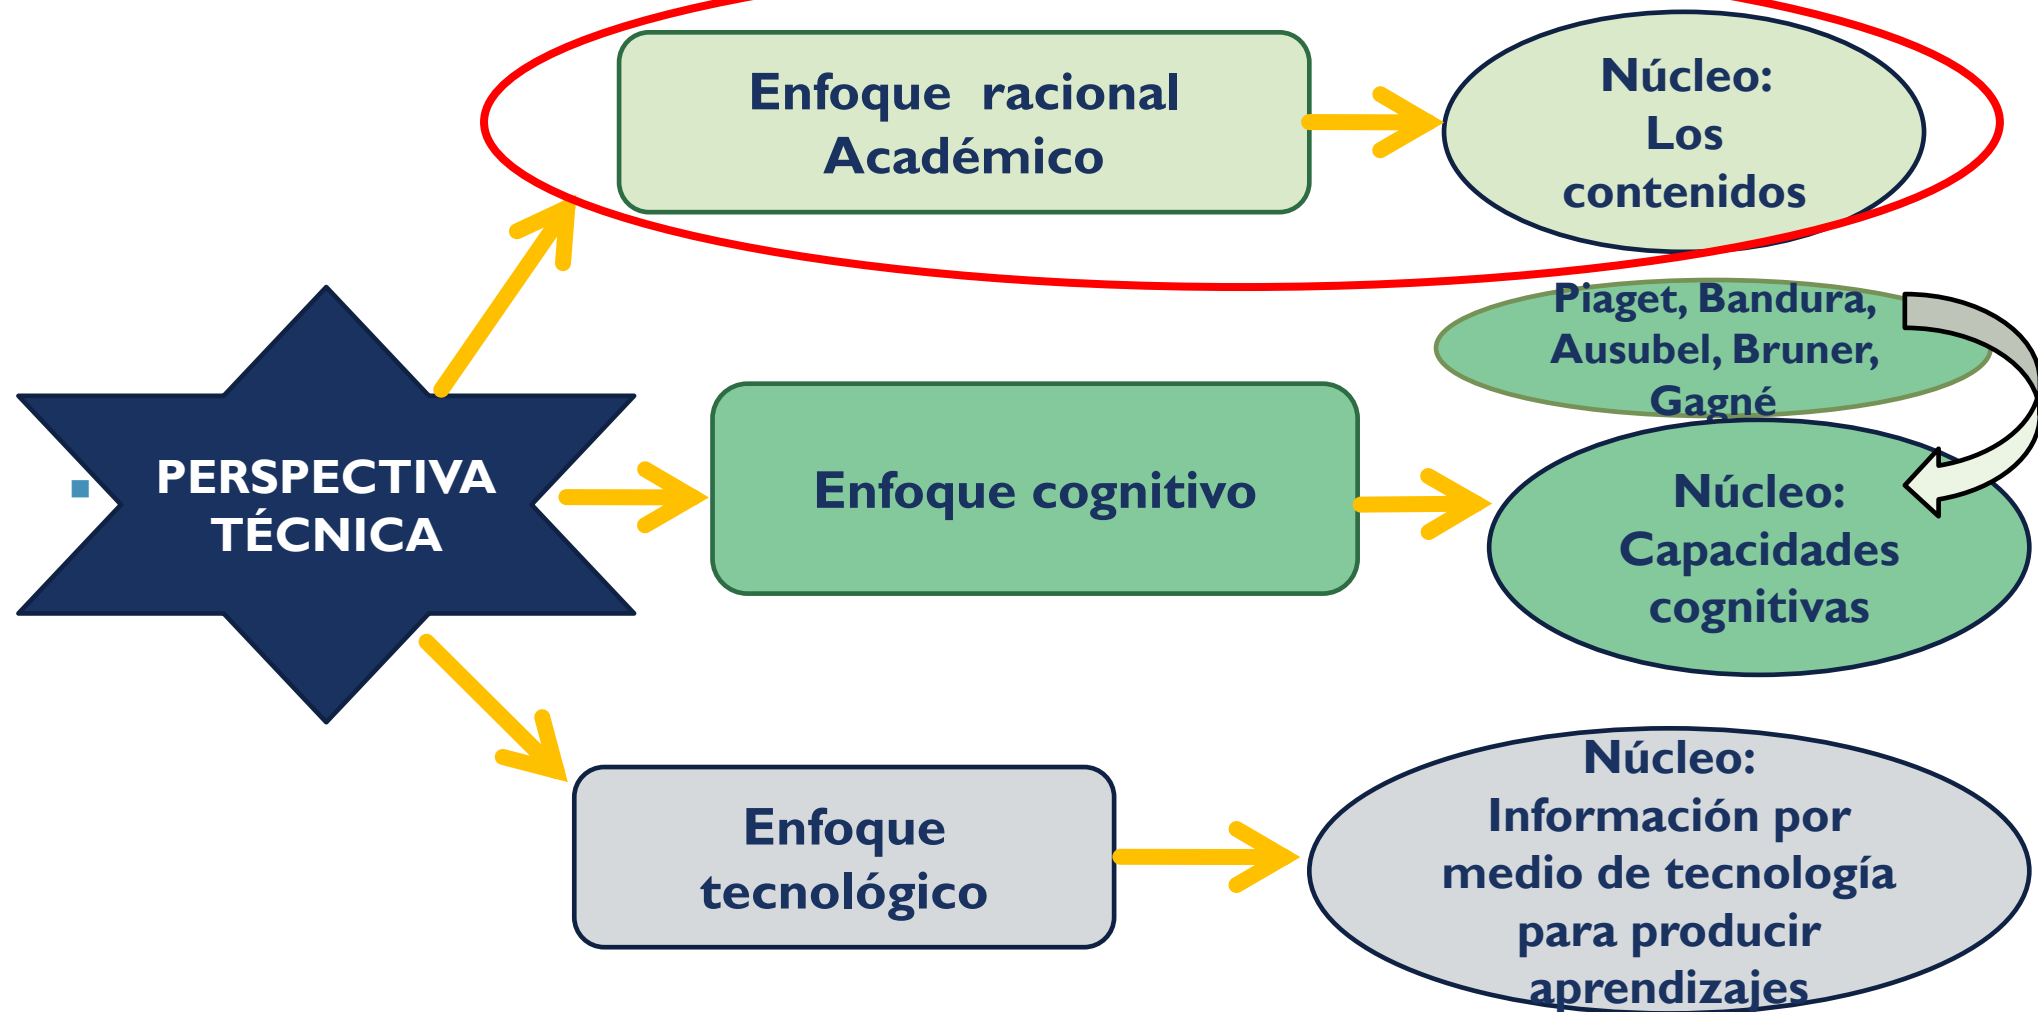 Enfoque racional
Académico
Núcleo:
Los
contenidos
Piaget, Bandura,
Ausubel, Bruner,
Gagné
PERSPECTIVA
TÉCNICA
Enfoque cognitivo
Núcleo:
Capacidades
cognitivas
Enfoque
tecnológico
Núcleo:
Información por
medio de tecnología
para producir
aprendizajes